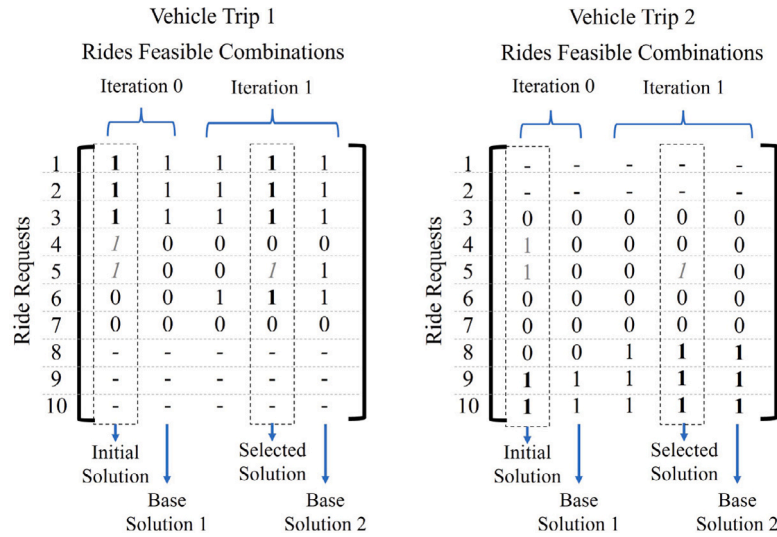 Vehicle Trip 1
Rides Feasible Combinations
Iteration 0 Iteration 1
Ride Requests
1 1 1 1 1 1
2 1 1 1 1 1
3 1 1 1 1 1
4 1 0 0 0 0
5 1 0 0 1 1
6 0 0 1 1 1
7 0 0 0 0 0
8 - - - - -
9 - - - - -
10 - - - - -
Initial
Solution
Selected
Solution
Base
Solution 1
Base
Solution 2
Vehicle Trip 2
Rides Feasible Combinations
Iteration 0 Iteration 1
Ride Requests
1 - - - - -
2 - - - - -
3 0 0 0 0 0
4 1 0 0 0 0
5 1 0 0 1 0
6 0 0 0 0 0
7 0 0 0 0 0
8 0 0 1 1 1
9 1 1 1 1 1
10 1 1 1 1 1
Initial
Solution
Selected
Solution
Base
Solution 1
Base
Solution 2